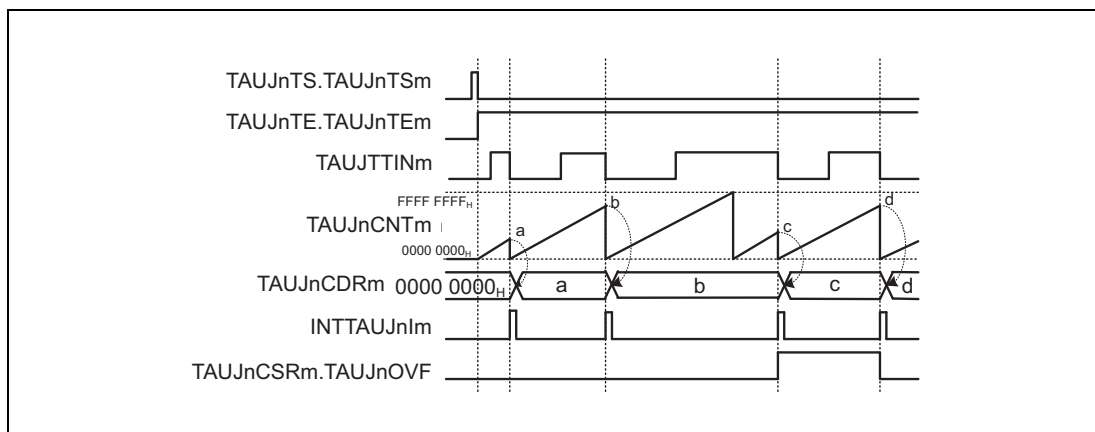 TAUJnTS.TAUJnTSm
TAUJnTE.TAUJnTEm
TAUJTTINm
FFFF FFFFH
TAUJnCNTm
0000 0000H
a
b
c
d
TAUJnCDRm 0000 0000H a b c d
INTTAUJnIm
TAUJnCSRm.TAUJnOVF